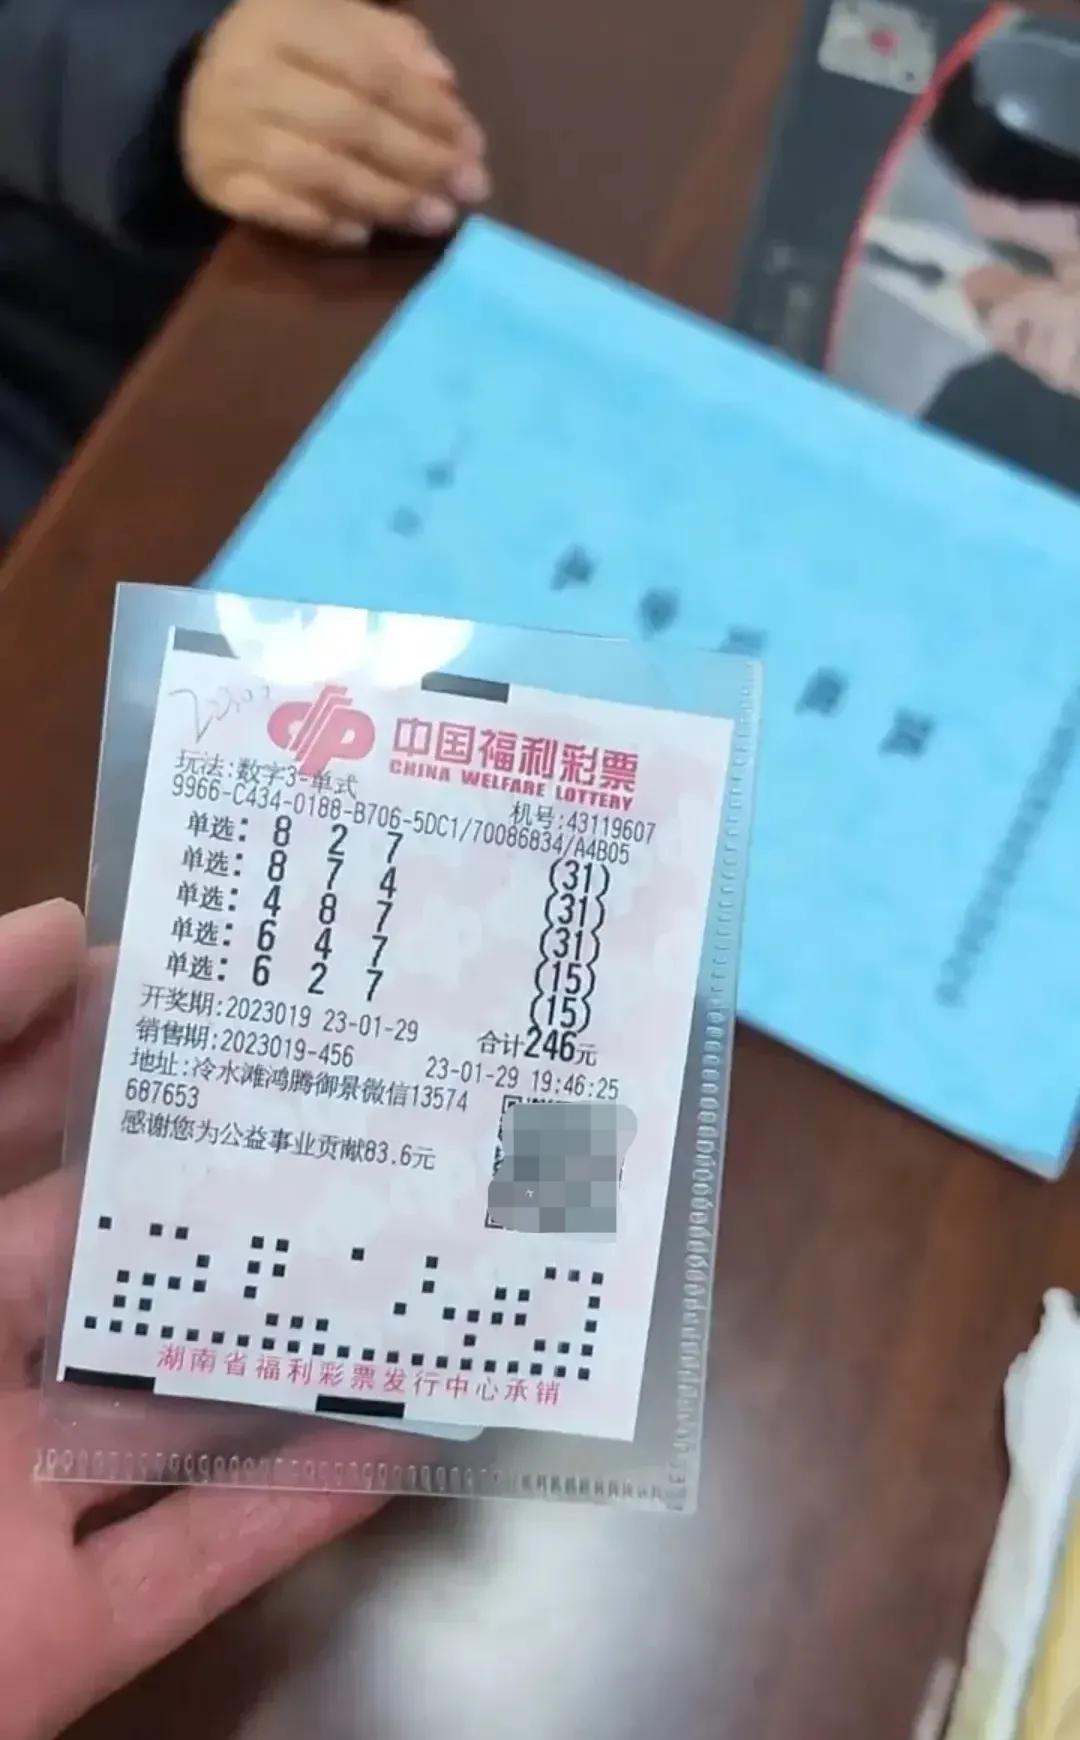 中国福利彩票
CHINA WELFARE LOTTERY
玩法:数字3-单式
机号:43119607
9966-C434-0188-B706-5DC1/70086834/A4B05
单选: 8 2 7 (31)
单选: 8 7 4 (31)
单选: 4 8 7 (31)
单选: 6 4 7 (15)
单选: 6 2 7 (15)
开奖期:2023019 23-01-29 合计246元
销售期:2023019-456 23-01-29 19:46:25
地址:冷水滩鸿腾御景微信13574
687653
感谢您为公益事业贡献83.6元
湖南省福利彩票发行中心承销